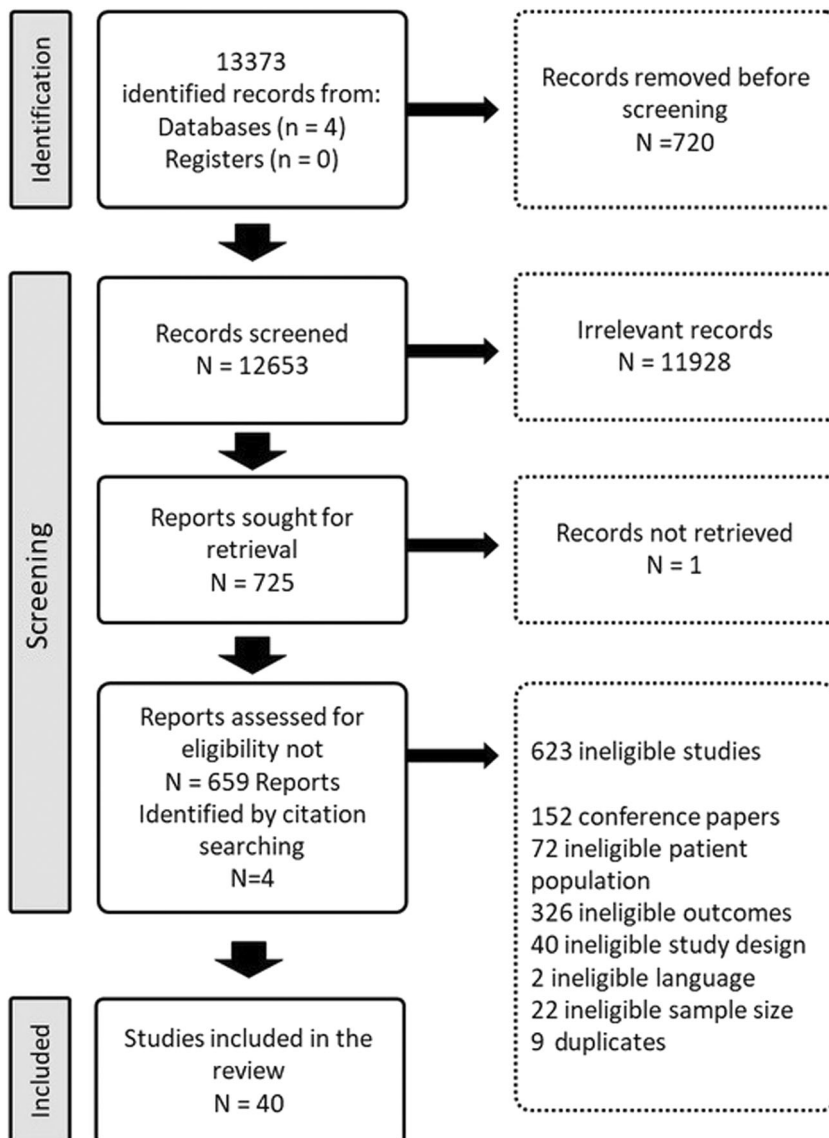 Identification
13373
identified records from:
Databases (n = 4)
Registers (n = 0)
Records removed before
screening
N =720
Screening
Records screened
N = 12653
Irrelevant records
N = 11928
Reports sought for
retrieval
N = 725
Records not retrieved
N = 1
Reports assessed for
eligibility not
N = 659 Reports
Identified by citation
searching
N=4
623 ineligible studies
152 conference papers
72 ineligible patient
population
326 ineligible outcomes
40 ineligible study design
2 ineligible language
22 ineligible sample size
9 duplicates
Included
Studies included in the
review
N = 40